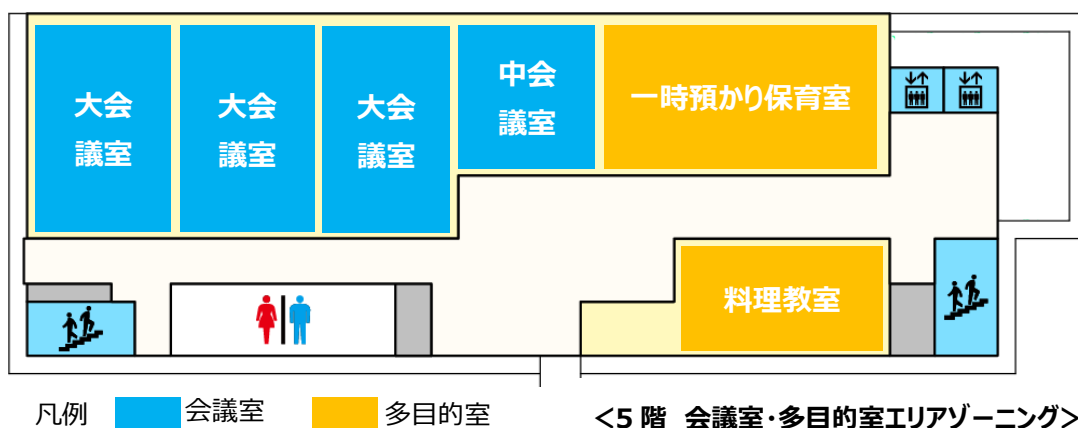 大会
議室
大会
議室
大会
議室
中会
議室
一時預かり保育室
料理教室
凡例 会議室 多目的室 <5階 会議室・多目的室エリアゾーニング>